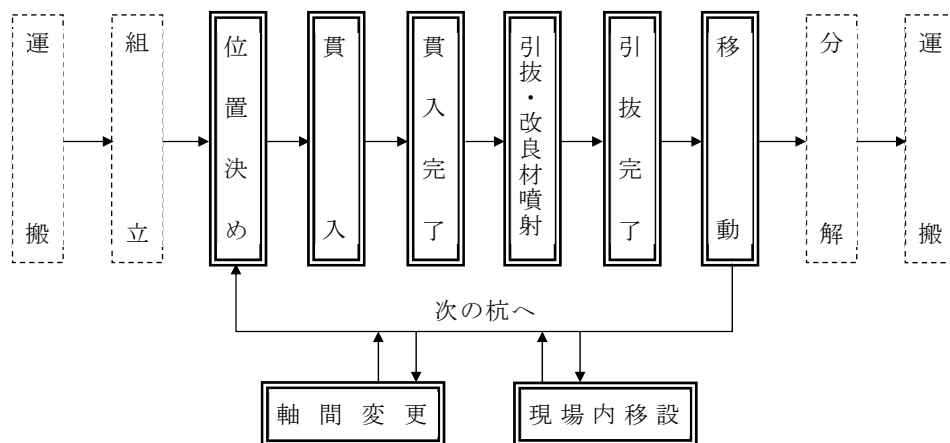 運搬
組立
位置決め
貫入
貫入完了
引抜・改良材噴射
引抜完了
移動
分解
運搬
次の杭へ
軸間変更
現場内移設